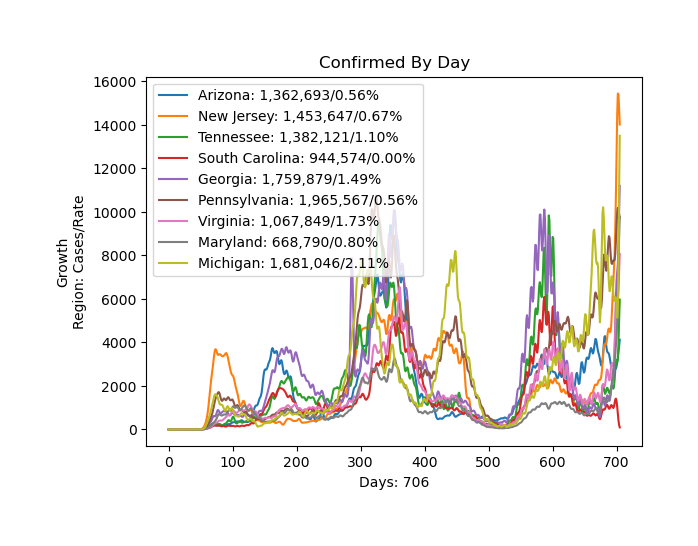 Confirmed By Day
Growth
Region: Cases/Rate
16000
14000
12000
10000
8000
6000
4000
2000
0
Arizona: 1,362,693/0.56%
New Jersey: 1,453,647/0.67%
Tennessee: 1,382,121/1.10%
South Carolina: 944,574/0.00%
Georgia: 1,759,879/1.49%
Pennsylvania: 1,965,567/0.56%
Virginia: 1,067,849/1.73%
Maryland: 668,790/0.80%
Michigan: 1,681,046/2.11%
0 100 200 300 400 500 600 700
Days: 706